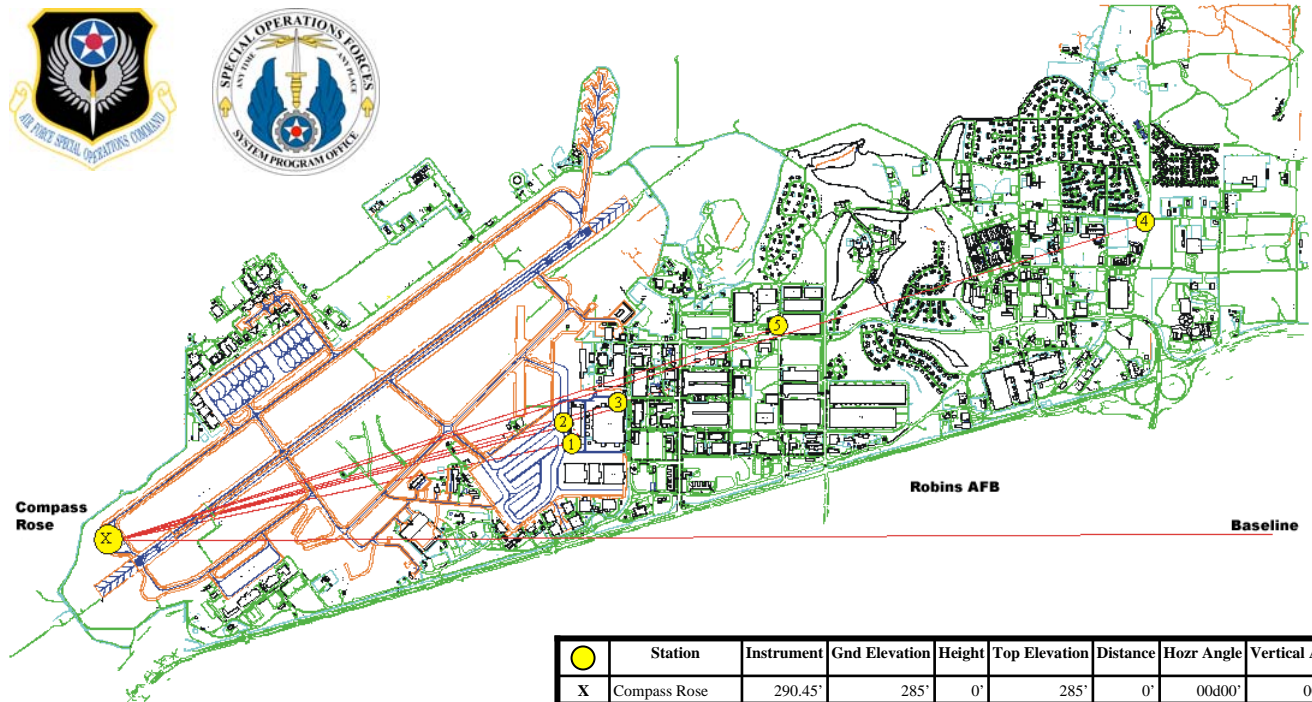 AIR FORCE SPECIAL OPERATIONS COMMAND
SPECIAL OPERATIONS FORCES
ANY TIME
ANY PLACE
SYSTEM PROGRAM OFFICE
4
5
3
2
1
Compass
Rose
X
Robins AFB
Baseline
Station Instrument Gnd Elevation Height Top Elevation Distance Hozr Angle Vertical A
X Compass Rose 290.45' 285' 0' 285' 0' 00d00' 0